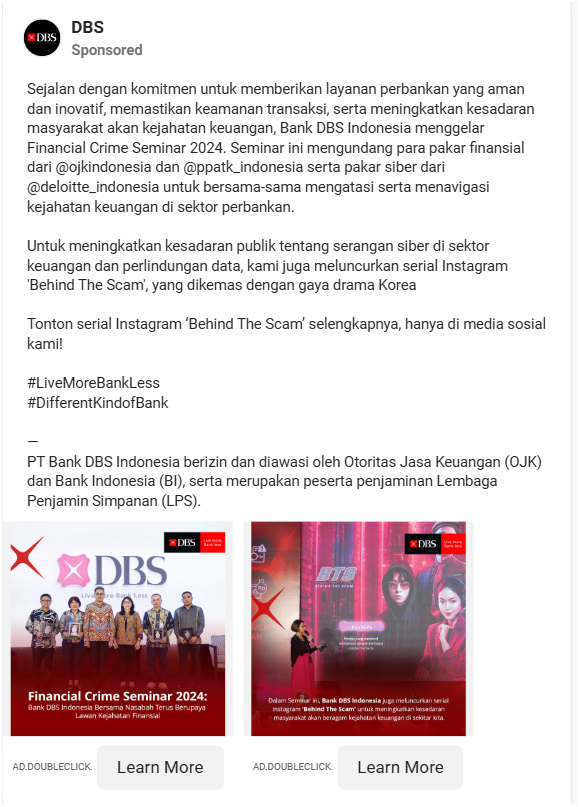 DBS
Sponsored
DBS
Sejalan dengan komitmen untuk memberikan layanan perbankan yang aman
dan inovatif, memastikan keamanan transaksi, serta meningkatkan kesadaran
masyarakat akan kejahatan keuangan, Bank DBS Indonesia menggelar
Financial Crime Seminar 2024. Seminar ini mengundang para pakar finansial
dari @ojkindonesia dan @ppatk_indonesia serta pakar siber dari
@deloitte_indonesia untuk bersama-sama mengatasi serta menavigasi
kejahatan keuangan di sektor perbankan.
Untuk meningkatkan kesadaran publik tentang serangan siber di sektor
keuangan dan perlindungan data, kami juga meluncurkan serial Instagram
'Behind The Scam', yang dikemas dengan gaya drama Korea
Tonton serial Instagram ‘Behind The Scam’ selengkapnya, hanya di media sosial
kami!
#LiveMoreBankLess
#DifferentKindofBank
—
PT Bank DBS Indonesia berizin dan diawasi oleh Otoritas Jasa Keuangan (OJK)
dan Bank Indonesia (BI), serta merupakan peserta penjaminan Lembaga
Penjamin Simpanan (LPS).
DBS
Live more
Bank less
DBS
Live more Bank Less
Financial Crime Seminar 2024:
Bank DBS Indonesia Bersama Nasabah Terus Berupaya
Lawan Kejahatan Finansial
DBS
Live more
Bank less
BTS
BEHIND THE SCAM
Dalam Seminar ini, Bank DBS Indonesia juga meluncurkan serial
Instagram 'Behind The Scam' untuk meningkatkan kesedaran
masyarakat akan beragam kejahatan keuangan di sekitar kita.
AD.DOUBLECLICK.
Learn More
AD.DOUBLECLICK.
Learn More